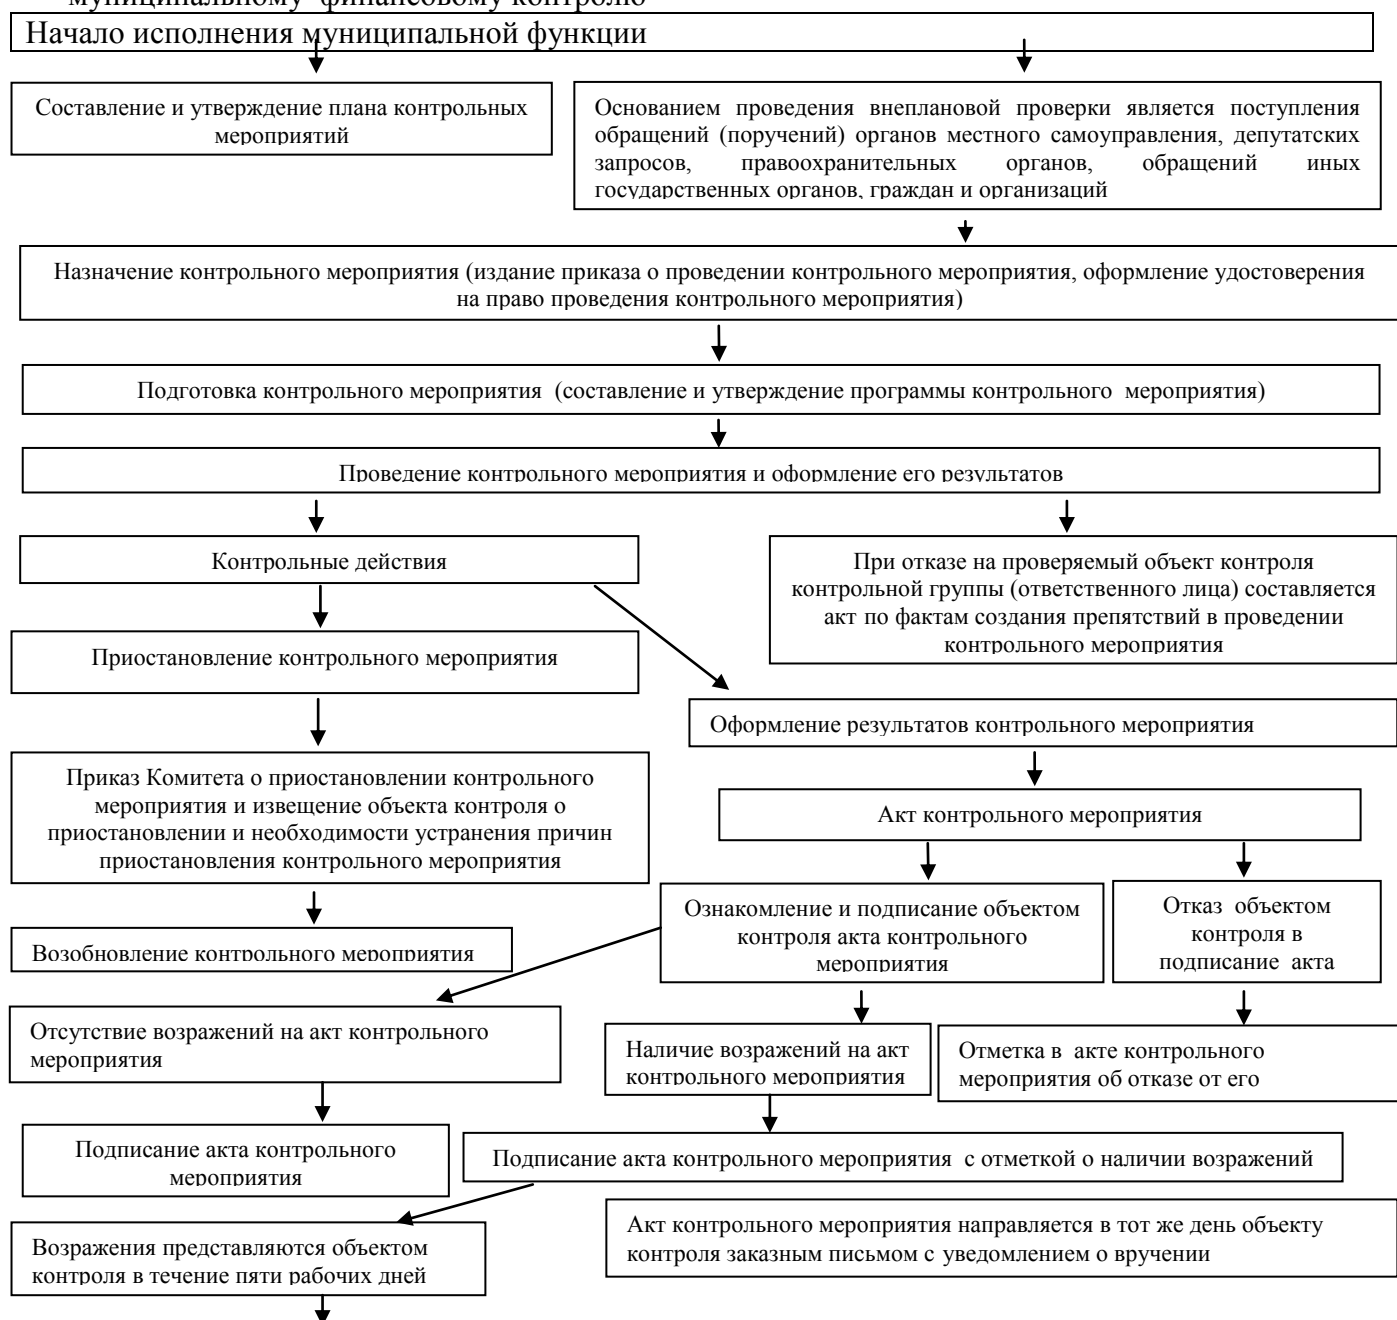 муниципальному финансовому контролю
Начало исполнения муниципальной функции
Составление и утверждение плана контрольных
мероприятий
Основанием проведения внеплановой проверки является поступления
обращений (поручений) органов местного самоуправления, депутатских
запросов, правоохранительных органов, обращений иных
государственных органов, граждан и организаций
Назначение контрольного мероприятия (издание приказа о проведении контрольного мероприятия, оформление удостоверения
на право проведения контрольного мероприятия)
Подготовка контрольного мероприятия (составление и утверждение программы контрольного мероприятия)
Проведение контрольного мероприятия и оформление его результатов
Контрольные действия
При отказе на проверяемый объект контроля
контрольной группы (ответственного лица) составляется
акт по фактам создания препятствий в проведении
контрольного мероприятия
Приостановление контрольного мероприятия
Оформление результатов контрольного мероприятия
Приказ Комитета о приостановлении контрольного
мероприятия и извещение объекта контроля о
приостановлении и необходимости устранения причин
приостановления контрольного мероприятия
Акт контрольного мероприятия
Ознакомление и подписание объектом
контроля акта контрольного
мероприятия
Отказ объектом
контроля в
подписание акта
Возобновление контрольного мероприятия
Отсутствие возражений на акт контрольного
мероприятия
Наличие возражений на акт
контрольного мероприятия
Отметка в акте контрольного
мероприятия об отказе от его
Подписание акта контрольного
мероприятия
Подписание акта контрольного мероприятия с отметкой о наличии возражений
Акт контрольного мероприятия направляется в тот же день объекту
контроля заказным письмом с уведомлением о вручении
Возражения представляются объектом
контроля в течение пяти рабочих дней